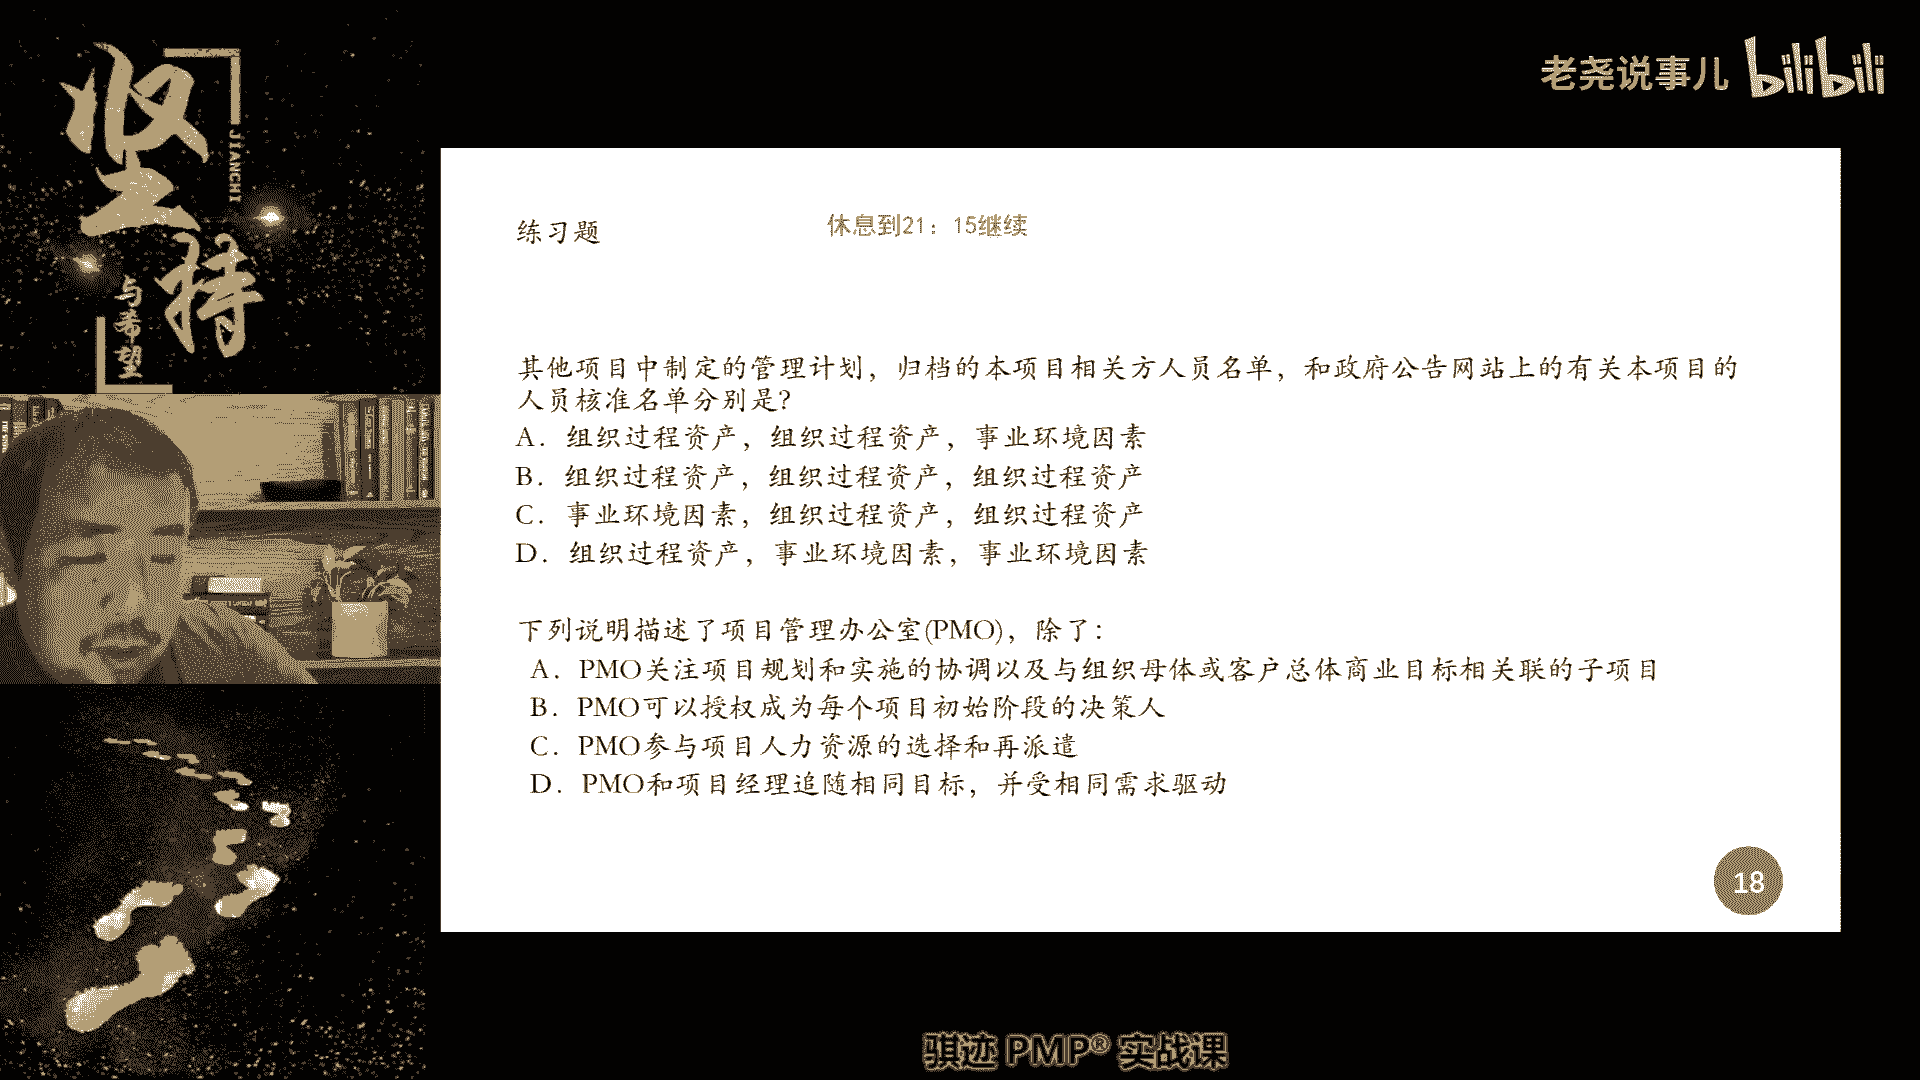 坚持
JIANCHI
与希望
老尧说事儿 bilibili
练习题
休息到21：15继续
其他项目中制定的管理计划，归档的本项目相关方人员名单，和政府公告网站上的有关本项目的
人员核准名单分别是?
A．组织过程资产，组织过程资产，事业环境因素
B．组织过程资产，组织过程资产，组织过程资产
C．事业环境因素，组织过程资产，组织过程资产
D．组织过程资产，事业环境因素，事业环境因素
下列说明描述了项目管理办公室(PMO)，除了：
A．PMO关注项目规划和实施的协调以及与组织母体或客户总体商业目标相关联的子项目
B．PMO可以授权成为每个项目初始阶段的决策人
C．PMO参与项目人力资源的选择和再派遣
D．PMO和项目经理追随相同目标，并受相同需求驱动
18
骐迹 PMP® 实战课